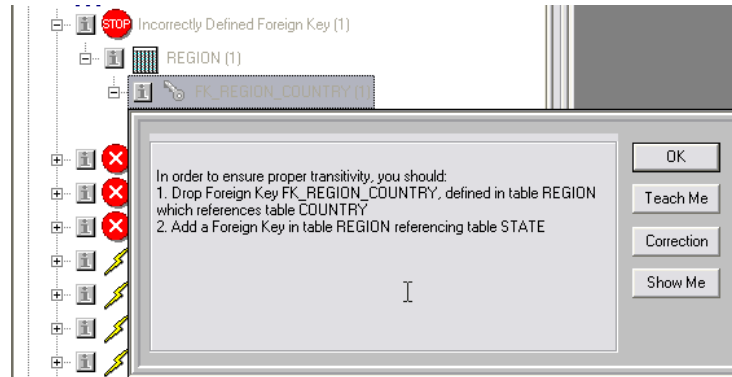 STOP Incorrectly Defined Foreign Key (1)
REGION (1)
FK_REGION_COUNTRY (1)
In order to ensure proper transitivity, you should:
1. Drop Foreign Key FK_REGION_COUNTRY, defined in table REGION
which references table COUNTRY
2. Add a Foreign Key in table REGION referencing table STATE
OK
Teach Me
Correction
Show Me